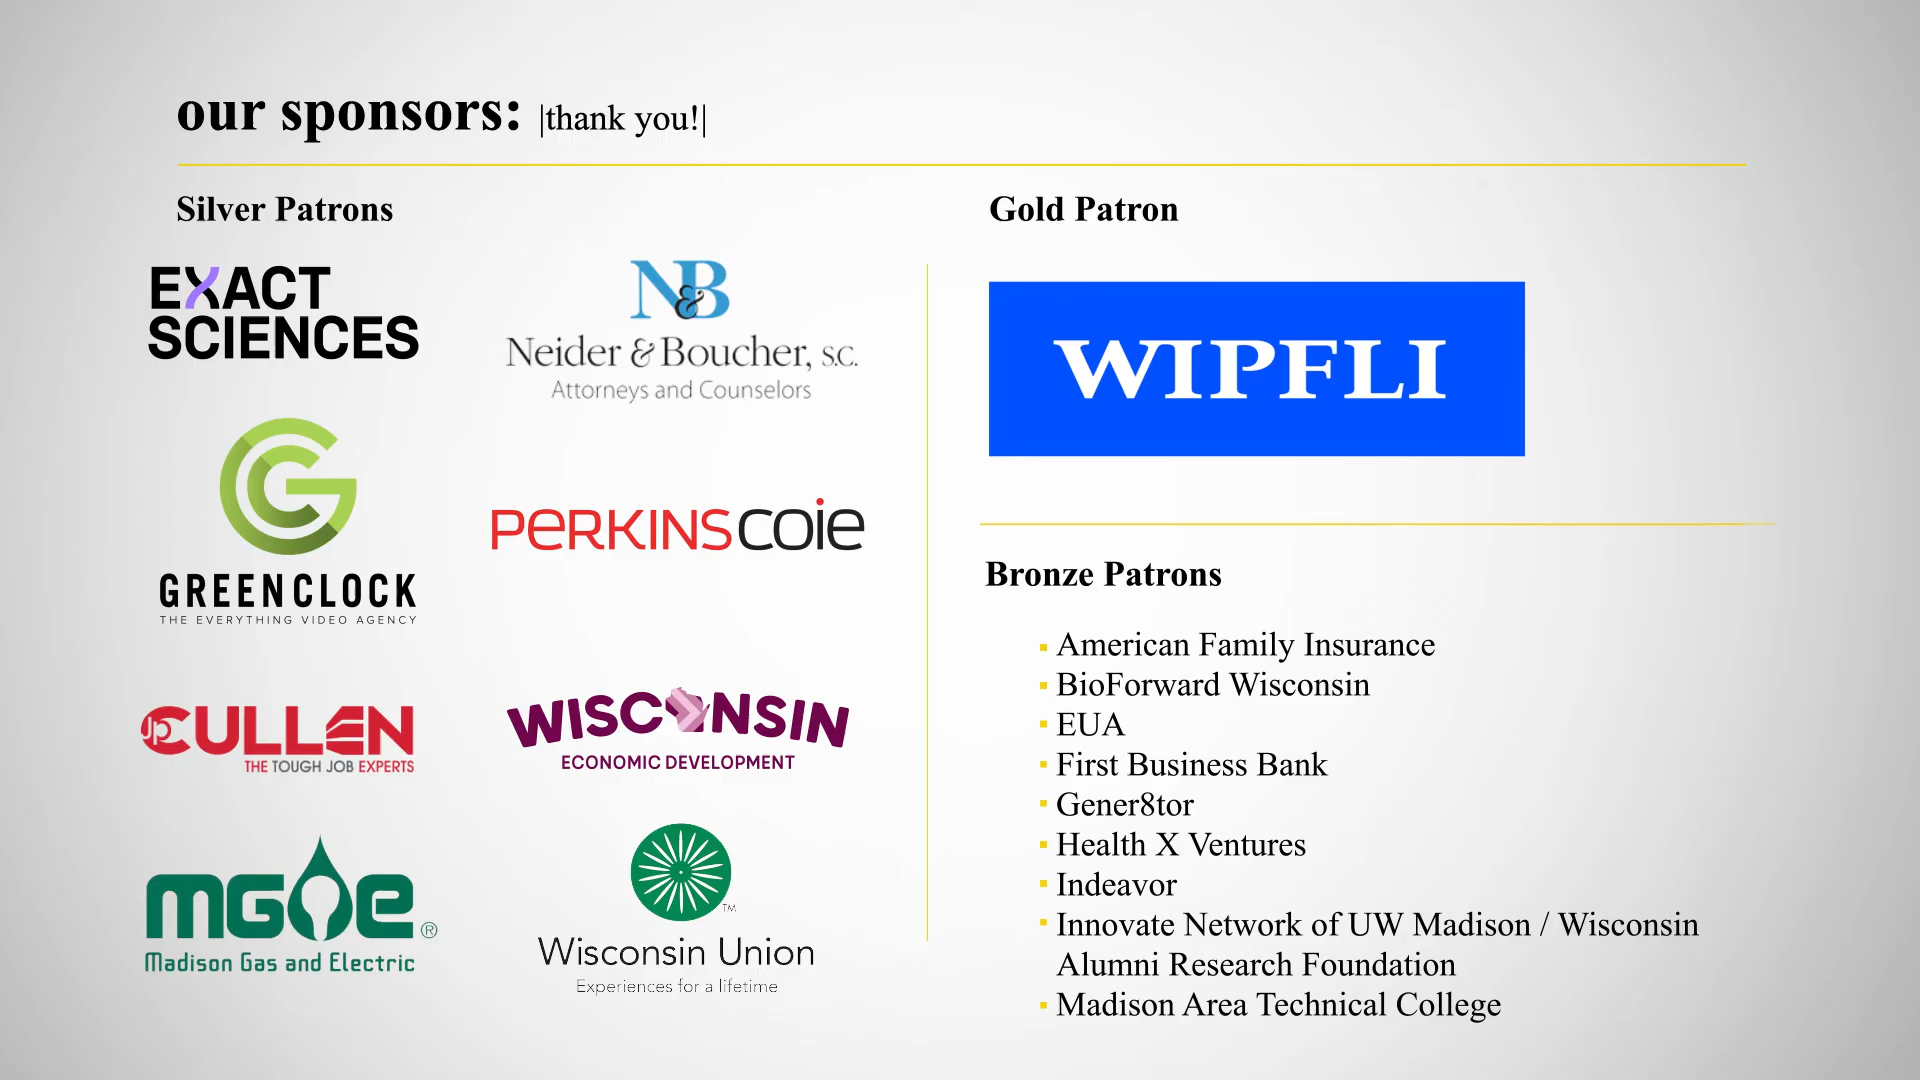 our sponsors: |thank you!|
Silver Patrons
EXACT
SCIENCES
N&B
Neider & Boucher, s.c.
Attorneys and Counselors
GREENCLOCK
THE EVERYTHING VIDEO AGENCY
PERKINSCOIE
JP CULLEN
THE TOUGH JOB EXPERTS
WISCONSIN
ECONOMIC DEVELOPMENT
mGe®
Madison Gas and Electric
TM
Wisconsin Union
Experiences for a lifetime
Gold Patron
WIPFLI
Bronze Patrons
▪ American Family Insurance
▪ BioForward Wisconsin
▪ EUA
▪ First Business Bank
▪ Gener8tor
▪ Health X Ventures
▪ Indeavor
▪ Innovate Network of UW Madison / Wisconsin
Alumni Research Foundation
▪ Madison Area Technical College